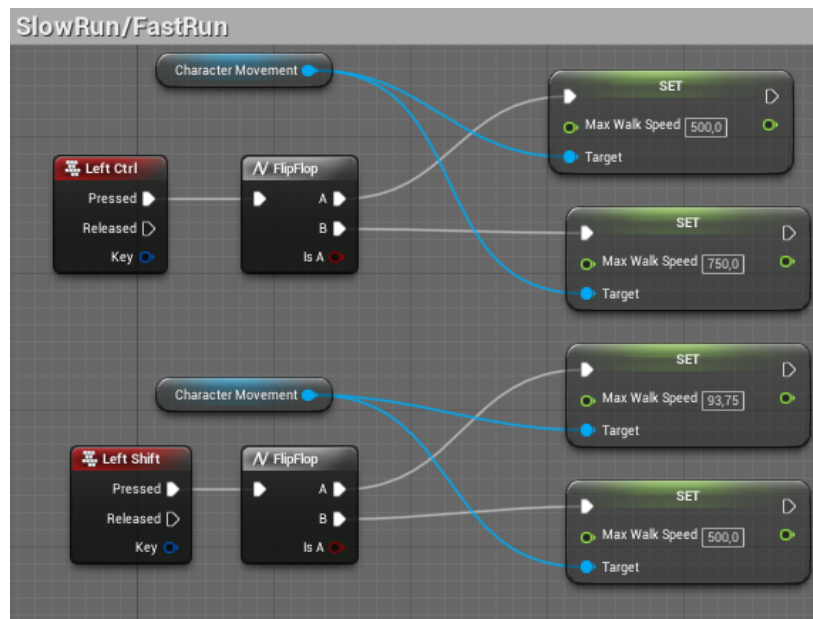 SlowRun/FastRun
Character Movement
SET
Max Walk Speed 500,0
Target
Left Ctrl
Pressed
Released
Key
FlipFlop
A
B
Is A
SET
Max Walk Speed 750,0
Target
Character Movement
SET
Max Walk Speed 93,75
Target
Left Shift
Pressed
Released
Key
FlipFlop
A
B
Is A
SET
Max Walk Speed 500,0
Target